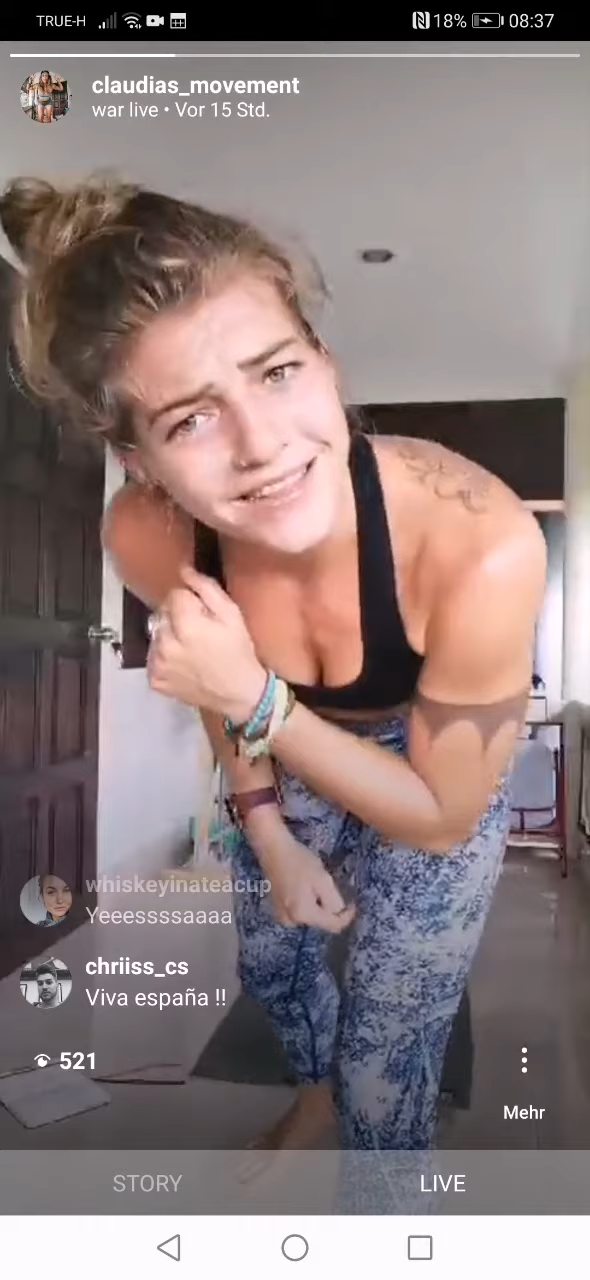 TRUE-H 18% 08:37
claudias_movement
war live • Vor 15 Std.
whiskeyinateacup
Yeeessssaaaa
chriiss_cs
Viva españa !!
521
Mehr
STORY LIVE